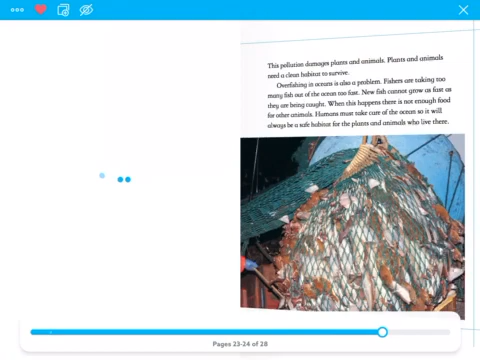 This pollution damages plants and animals. Plants and animals
need a clean habitat to survive.
Overfishing in oceans is also a problem. Fishers are taking too
many fish out of the ocean too fast. New fish cannot grow as fast as
they are being caught. When this happens there is not enough food
for other animals. Humans must take care of the ocean so it will
always be a safe habitat for the plants and animals who live there.
Pages 23-24 of 28